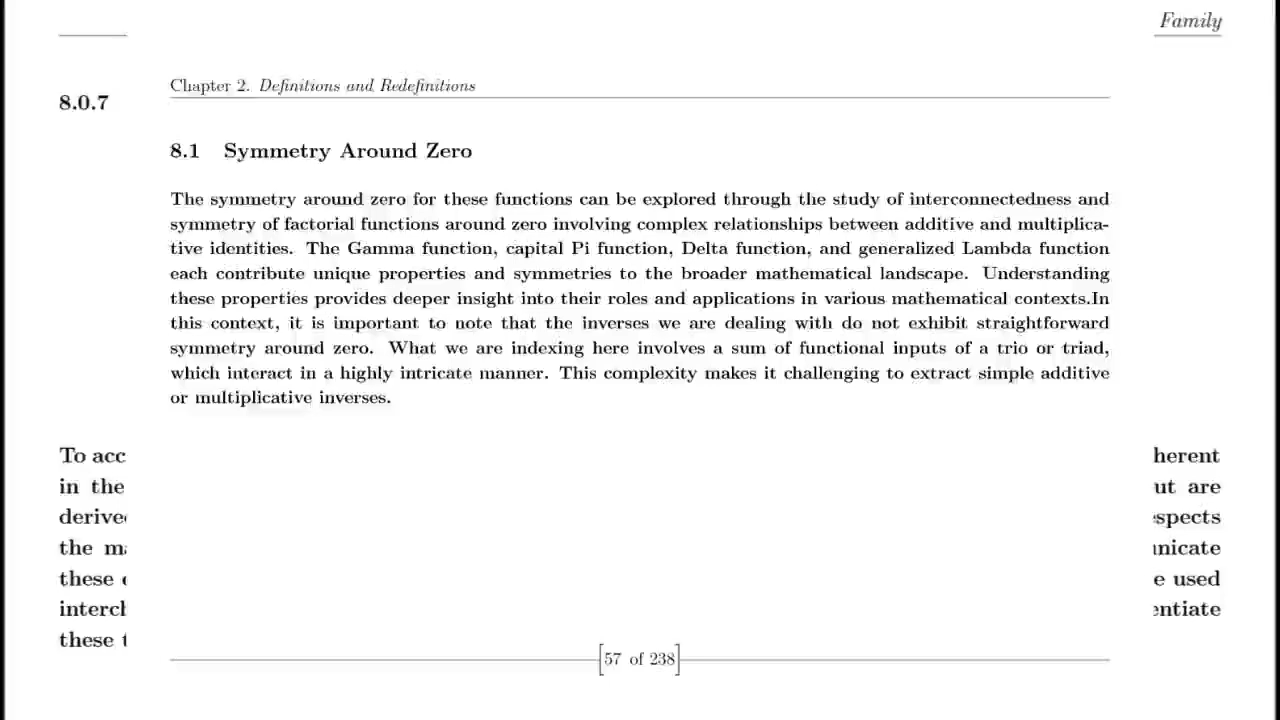 Family
Chapter 2. Definitions and Redefinitions
8.0.7
8.1 Symmetry Around Zero
The symmetry around zero for these functions can be explored through the study of interconnectedness and
symmetry of factorial functions around zero involving complex relationships between additive and multiplica-
tive identities. The Gamma function, capital Pi function, Delta function, and generalized Lambda function
each contribute unique properties and symmetries to the broader mathematical landscape. Understanding
these properties provides deeper insight into their roles and applications in various mathematical contexts.In
this context, it is important to note that the inverses we are dealing with do not exhibit straightforward
symmetry around zero. What we are indexing here involves a sum of functional inputs of a trio or triad,
which interact in a highly intricate manner. This complexity makes it challenging to extract simple additive
or multiplicative inverses.
To acc herent
in the ut are
derive spects
the m nicate
these e used
interch entiate
these t
[57 of 238]